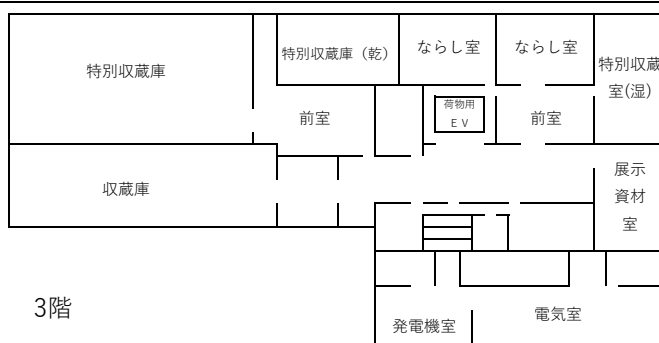 特別収蔵庫
特別収蔵庫（乾）
ならし室
ならし室
特別収蔵
室(湿)
前室
荷物用
ＥＶ
前室
収蔵庫
展示
資材
室
3階
発電機室
電気室